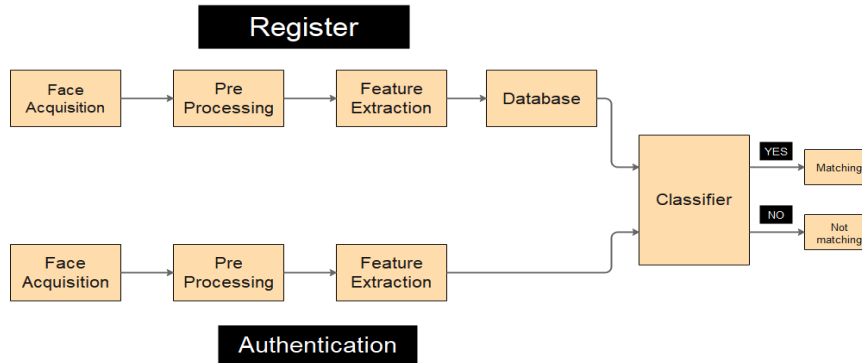 Register
Face
Acquisition
Pre
Processing
Feature
Extraction
Database
Classifier
YES
Matching
NO
Not
matching
Face
Acquisition
Pre
Processing
Feature
Extraction
Authentication